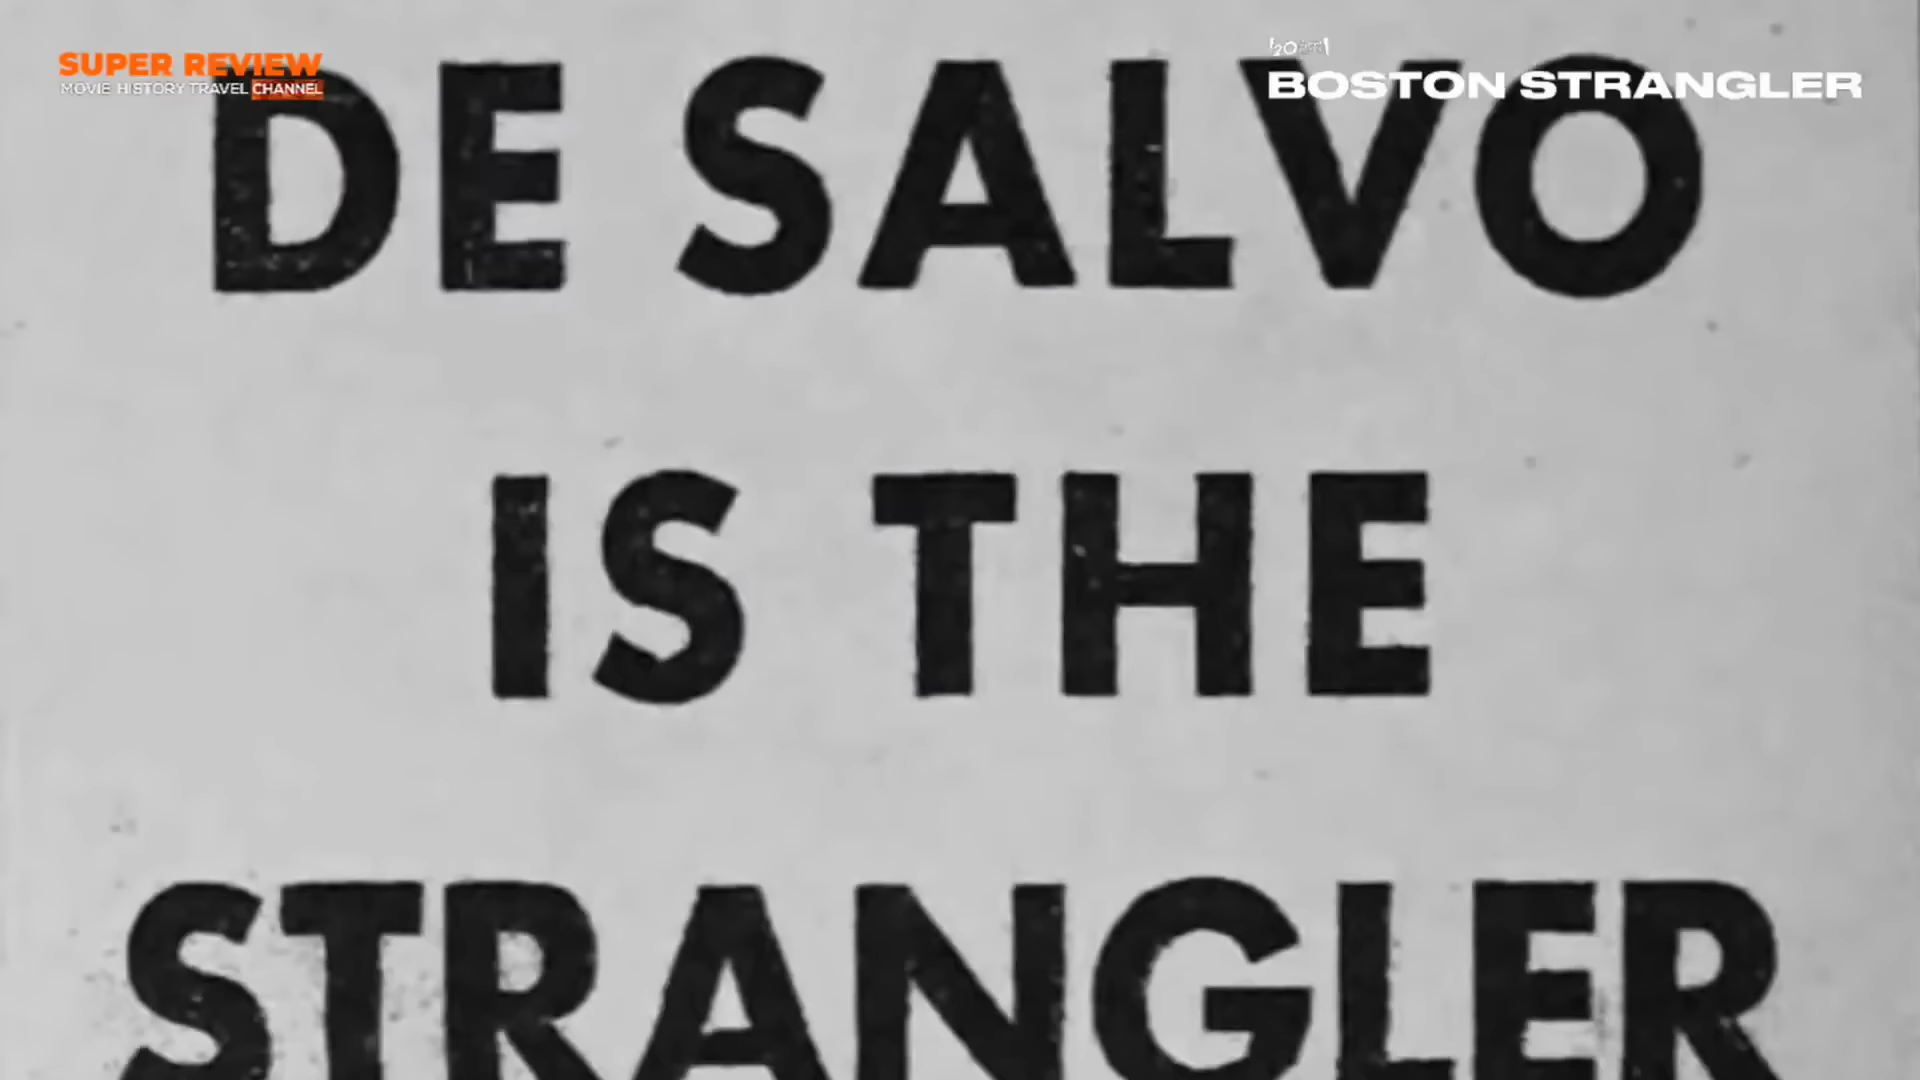 SUPER REVIEW
MOVIE HISTORY TRAVEL CHANNEL
BOSTON STRANGLER
DE SALVO
IS THE
STRANGLER